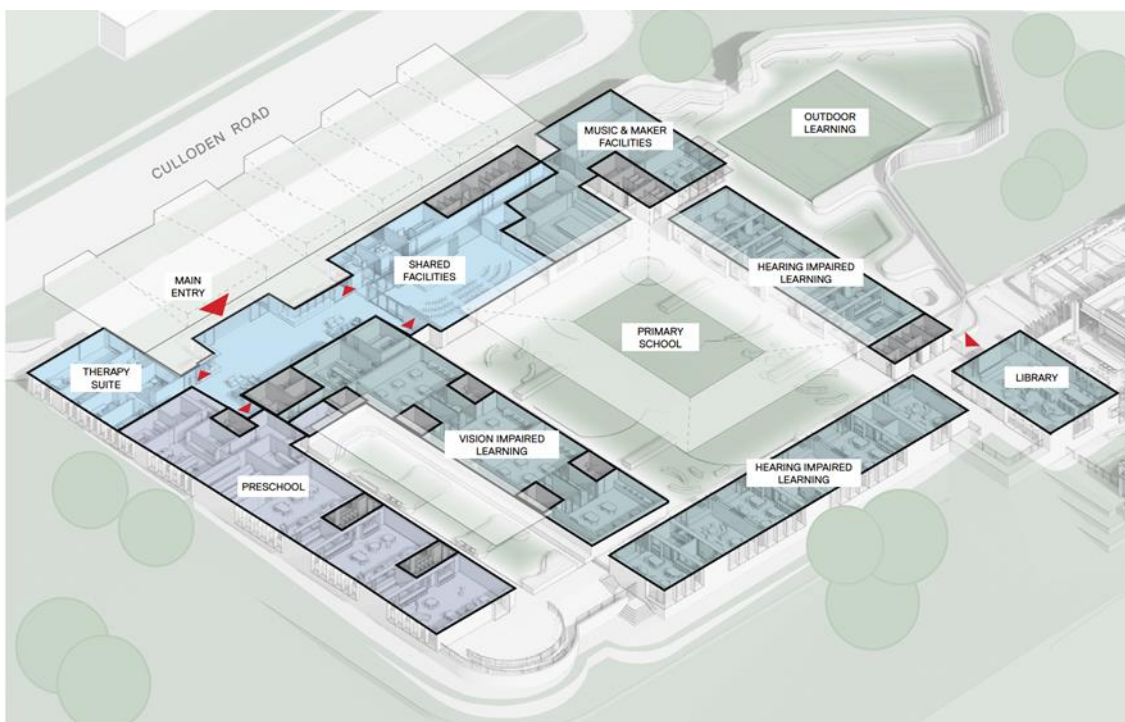 CULLODEN ROAD
MUSIC & MAKER
FACILITIES
OUTDOOR
LEARNING
MAIN
ENTRY
SHARED
FACILITIES
HEARING IMPAIRED
LEARNING
PRIMARY
SCHOOL
THERAPY
SUITE
LIBRARY
VISION IMPAIRED
LEARNING
HEARING IMPAIRED
LEARNING
PRESCHOOL